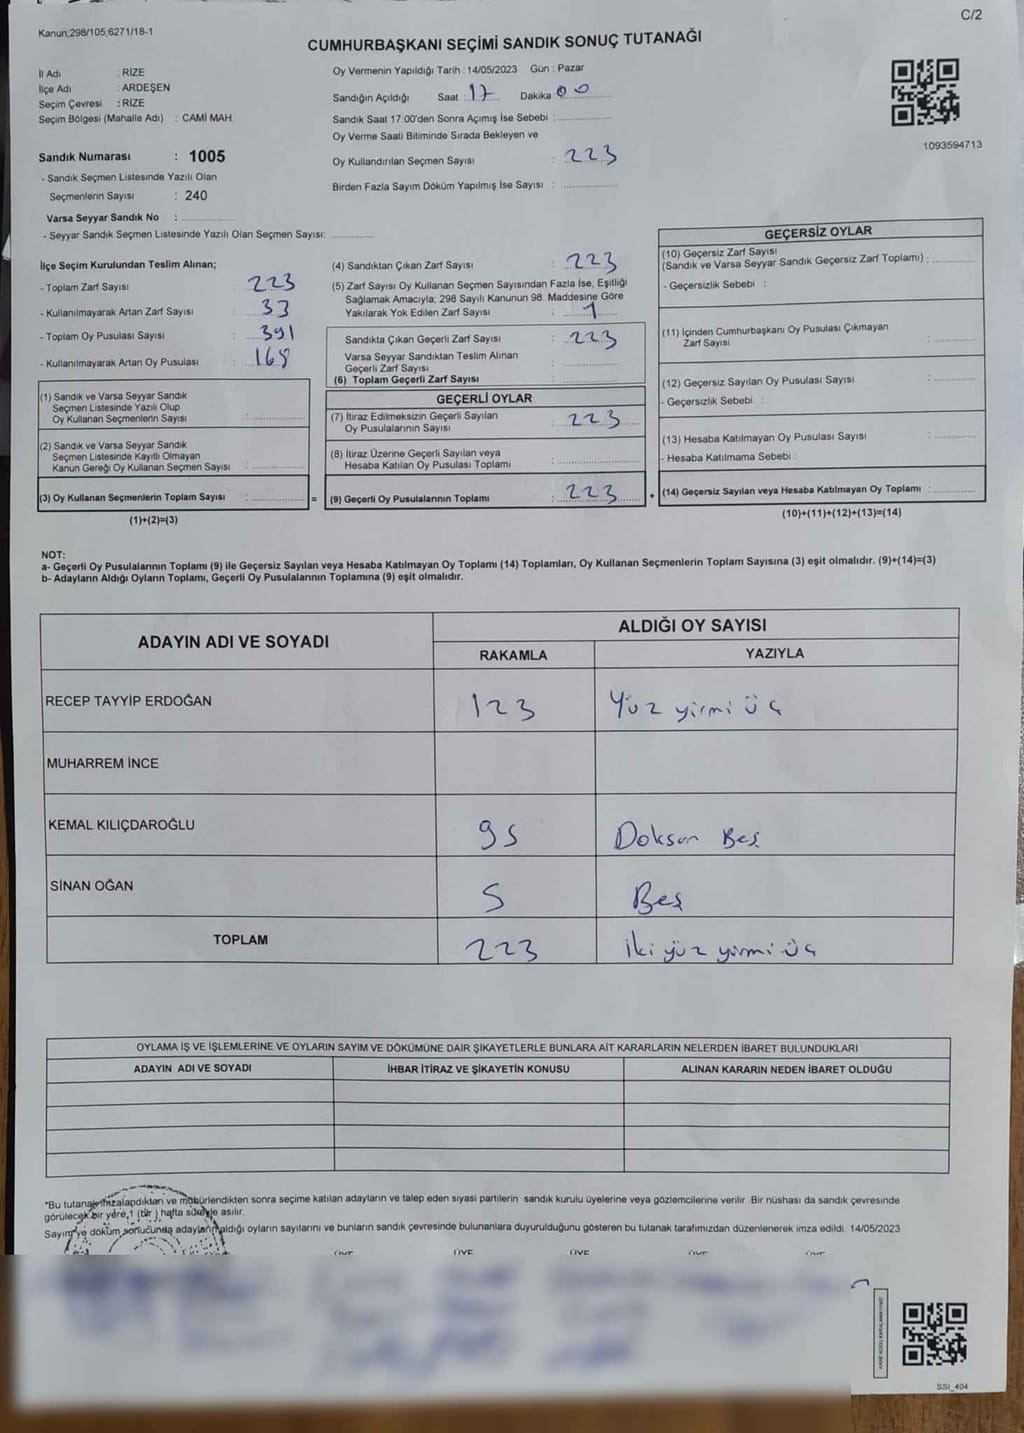 C/2
Kanun;298/105;6271/18-1
CUMHURBAŞKANI SEÇİMİ SANDIK SONUÇ TUTANAĞI
İl Adı : RİZE
İlçe Adı : ARDEŞEN
Seçim Çevresi : RİZE
Seçim Bölgesi (Mahalle Adı) : CAMİ MAH.
Sandık Numarası : 1005
- Sandık Seçmen Listesinde Yazılı Olan
Seçmenlerin Sayısı : 240
Varsa Seyyar Sandık No :
- Seyyar Sandık Seçmen Listesinde Yazılı Olan Seçmen Sayısı:
Oy Vermenin Yapıldığı Tarih : 14/05/2023 Gün : Pazar
Sandığın Açıldığı Saat : 17 Dakika 00
Sandık Saat 17:00'den Sonra Açımış İse Sebebi :
Oy Verme Saati Bitiminde Sırada Bekleyen ve
Oy Kullandırılan Seçmen Sayısı : 223
Birden Fazla Sayım Döküm Yapılmış İse Sayısı :
1093594713
İlçe Seçim Kurulundan Teslim Alınan;
- Toplam Zarf Sayısı : 223
- Kullanılmayarak Artan Zarf Sayısı : 33
- Toplam Oy Pusulası Sayısı : 391
- Kullanılmayarak Artan Oy Pusulası : 168
(1) Sandık ve Varsa Seyyar Sandık
Seçmen Listesinde Yazılı Olup
Oy Kullanan Seçmenlerin Sayısı :
(2) Sandık ve Varsa Seyyar Sandık
Seçmen Listesinde Kayıtlı Olmayan
Kanun Gereği Oy Kullanan Seçmen Sayısı :
(3) Oy Kullanan Seçmenlerin Toplam Sayısı :
(1)+(2)=(3)
=
(4) Sandıktan Çıkan Zarf Sayısı : 223
(5) Zarf Sayısı Oy Kullanan Seçmen Sayısından Fazla İse, Eşitliği
Sağlamak Amacıyla; 298 Sayılı Kanunun 98. Maddesine Göre
Yakılarak Yok Edilen Zarf Sayısı : 1
Sandıkta Çıkan Geçerli Zarf Sayısı : 223
Varsa Seyyar Sandıktan Teslim Alınan
Geçerli Zarf Sayısı :
(6) Toplam Geçerli Zarf Sayısı :
GEÇERLİ OYLAR
(7) İtiraz Edilmeksizin Geçerli Sayılan
Oy Pusulalarının Sayısı : 223
(8) İtiraz Üzerine Geçerli Sayılan veya
Hesaba Katılan Oy Pusulası Toplamı :
(9) Geçerli Oy Pusulalarının Toplamı : 223
+
GEÇERSİZ OYLAR
(10) Geçersiz Zarf Sayısı
(Sandık ve Varsa Seyyar Sandık Geçersiz Zarf Toplamı) :
- Geçersizlik Sebebi :
(11) İçinden Cumhurbaşkanı Oy Pusulası Çıkmayan
Zarf Sayısı :
(12) Geçersiz Sayılan Oy Pusulası Sayısı :
- Geçersizlik Sebebi :
(13) Hesaba Katılmayan Oy Pusulası Sayısı :
- Hesaba Katılmama Sebebi :
(14) Geçersiz Sayılan veya Hesaba Katılmayan Oy Toplamı :
(10)+(11)+(12)+(13)=(14)
NOT:
a- Geçerli Oy Pusulalarının Toplamı (9) ile Geçersiz Sayılan veya Hesaba Katılmayan Oy Toplamı (14) Toplamları, Oy Kullanan Seçmenlerin Toplam Sayısına (3) eşit olmalıdır. (9)+(14)=(3)
b- Adayların Aldığı Oyların Toplamı, Geçerli Oy Pusulalarının Toplamına (9) eşit olmalıdır.
ADAYIN ADI VE SOYADI
ALDIĞI OY SAYISI
RAKAMLA YAZIYLA
RECEP TAYYİP ERDOĞAN 123 Yüz yirmi üç
MUHARREM İNCE
KEMAL KILIÇDAROĞLU 95 Doksan Beş
SİNAN OĞAN 5 Beş
TOPLAM 223 İki yüz yirmi üç
OYLAMA İŞ VE İŞLEMLERİNE VE OYLARIN SAYIM VE DÖKÜMÜNE DAİR ŞİKAYETLERLE BUNLARA AİT KARARLARIN NELERDEN İBARET BULUNDUKLARI
ADAYIN ADI VE SOYADI İHBAR İTİRAZ VE ŞİKAYETİN KONUSU ALINAN KARARIN NEDEN İBARET OLDUĞU
*Bu tutanak imzalandıktan ve mühürlendikten sonra seçime katılan adayların ve talep eden siyasi partilerin sandık kurulu üyelerine veya gözlemcilerine verilir. Bir nüshası da sandık çevresinde
görülecek bir yere 1 (bir) hafta süreyle asılır.
Sayım ve döküm sonucunda adayların aldığı oyların sayılarını ve bunların sandık çevresinde bulunanlara duyurulduğunu gösteren bu tutanak tarafımızdan düzenlenerek imza edildi. 14/05/2023
SSI_404